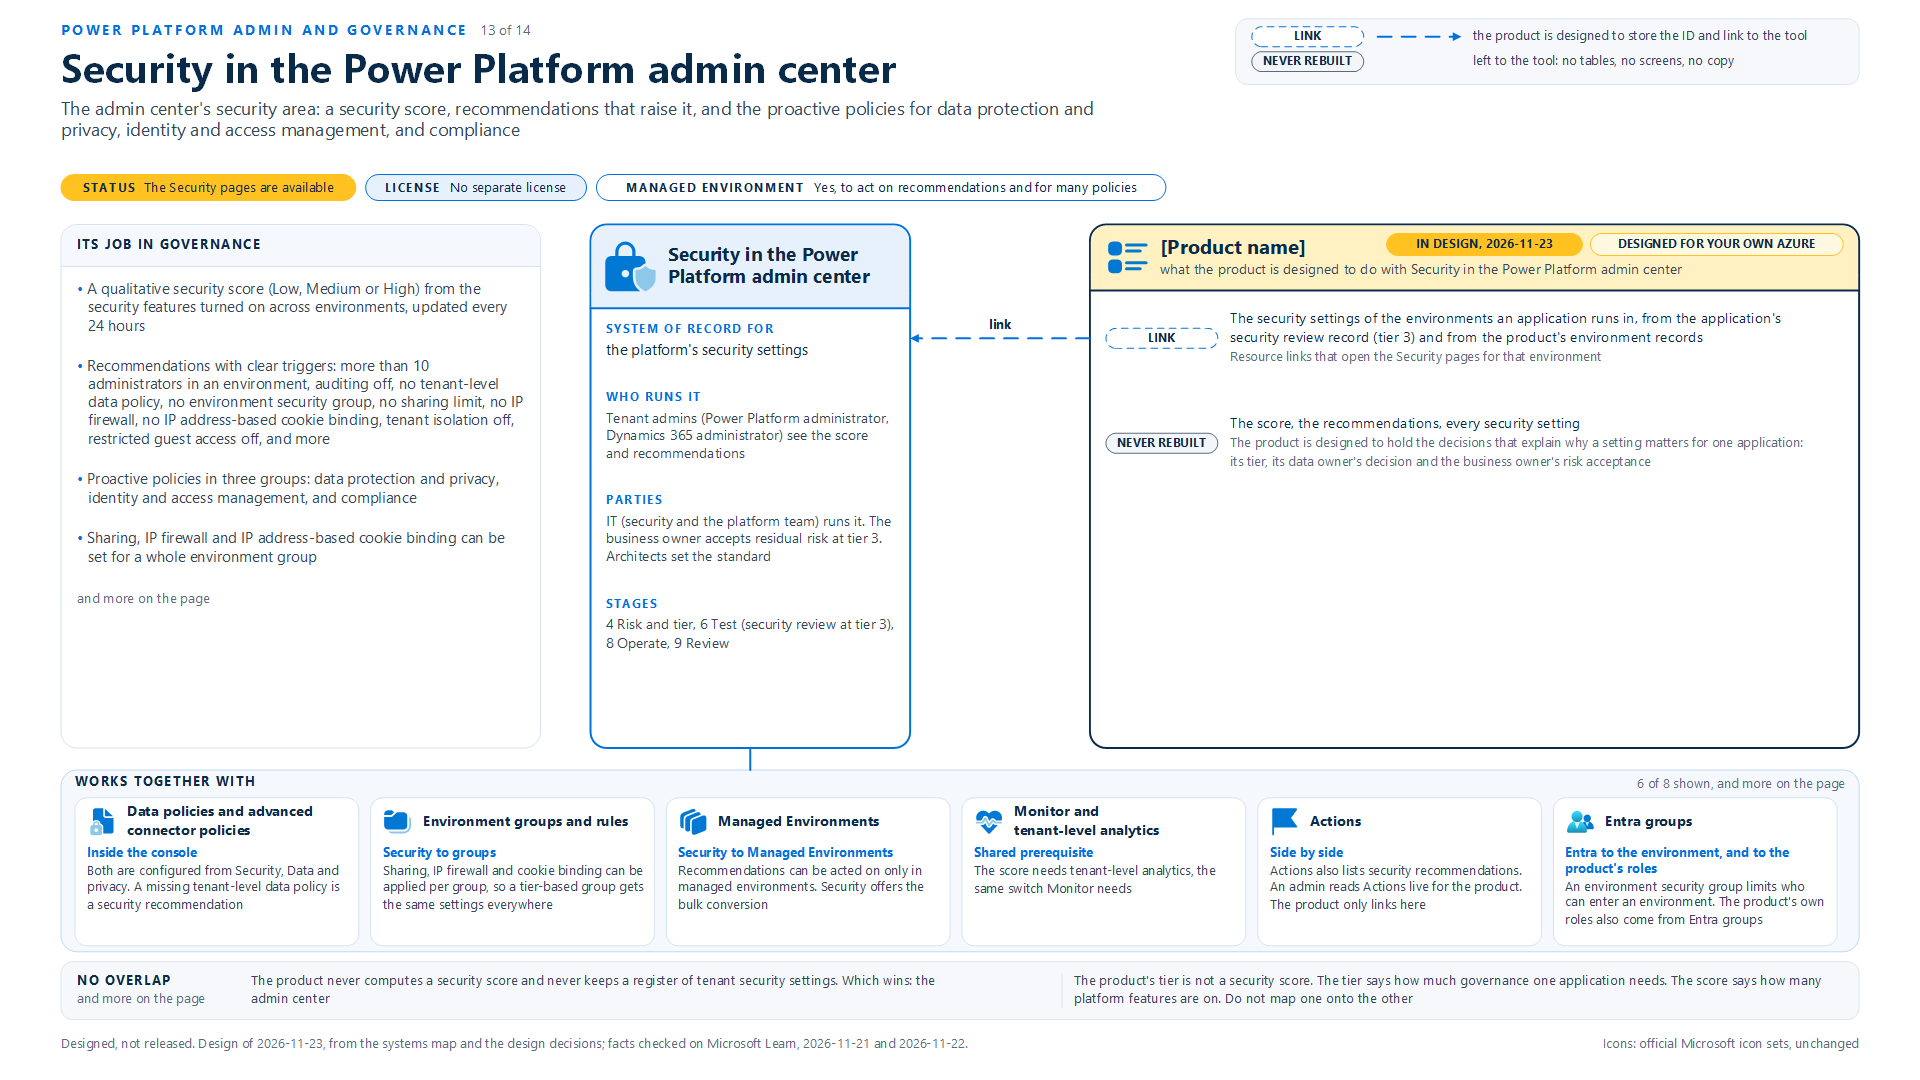 POWER PLATFORM ADMIN AND GOVERNANCE 13 of 14
Security in the Power Platform admin center
The admin center's security area: a security score, recommendations that raise it, and the proactive policies for data protection and
privacy, identity and access management, and compliance
LINK the product is designed to store the ID and link to the tool
NEVER REBUILT left to the tool: no tables, no screens, no copy
STATUS The Security pages are available
LICENSE No separate license
MANAGED ENVIRONMENT Yes, to act on recommendations and for many policies
ITS JOB IN GOVERNANCE
• A qualitative security score (Low, Medium or High) from the
security features turned on across environments, updated every
24 hours
• Recommendations with clear triggers: more than 10
administrators in an environment, auditing off, no tenant-level
data policy, no environment security group, no sharing limit, no IP
firewall, no IP address-based cookie binding, tenant isolation off,
restricted guest access off, and more
• Proactive policies in three groups: data protection and privacy,
identity and access management, and compliance
• Sharing, IP firewall and IP address-based cookie binding can be
set for a whole environment group
and more on the page
Security in the Power
Platform admin center
SYSTEM OF RECORD FOR
the platform's security settings
WHO RUNS IT
Tenant admins (Power Platform administrator,
Dynamics 365 administrator) see the score
and recommendations
PARTIES
IT (security and the platform team) runs it. The
business owner accepts residual risk at tier 3.
Architects set the standard
STAGES
4 Risk and tier, 6 Test (security review at tier 3),
8 Operate, 9 Review
link
[Product name]
IN DESIGN, 2026-11-23
DESIGNED FOR YOUR OWN AZURE
what the product is designed to do with Security in the Power Platform admin center
LINK
The security settings of the environments an application runs in, from the application's
security review record (tier 3) and from the product's environment records
Resource links that open the Security pages for that environment
NEVER REBUILT
The score, the recommendations, every security setting
The product is designed to hold the decisions that explain why a setting matters for one application:
its tier, its data owner's decision and the business owner's risk acceptance
WORKS TOGETHER WITH
6 of 8 shown, and more on the page
Data policies and advanced
connector policies
Inside the console
Both are configured from Security, Data and
privacy. A missing tenant-level data policy is
a security recommendation
Environment groups and rules
Security to groups
Sharing, IP firewall and cookie binding can be
applied per group, so a tier-based group gets
the same settings everywhere
Managed Environments
Security to Managed Environments
Recommendations can be acted on only in
managed environments. Security offers the
bulk conversion
Monitor and
tenant-level analytics
Shared prerequisite
The score needs tenant-level analytics, the
same switch Monitor needs
Actions
Side by side
Actions also lists security recommendations.
An admin reads Actions live for the product.
The product only links here
Entra groups
Entra to the environment, and to the
product's roles
An environment security group limits who
can enter an environment. The product's own
roles also come from Entra groups
NO OVERLAP
and more on the page
The product never computes a security score and never keeps a register of tenant security settings. Which wins: the
admin center
The product's tier is not a security score. The tier says how much governance one application needs. The score says how many
platform features are on. Do not map one onto the other
Designed, not released. Design of 2026-11-23, from the systems map and the design decisions; facts checked on Microsoft Learn, 2026-11-21 and 2026-11-22.
Icons: official Microsoft icon sets, unchanged